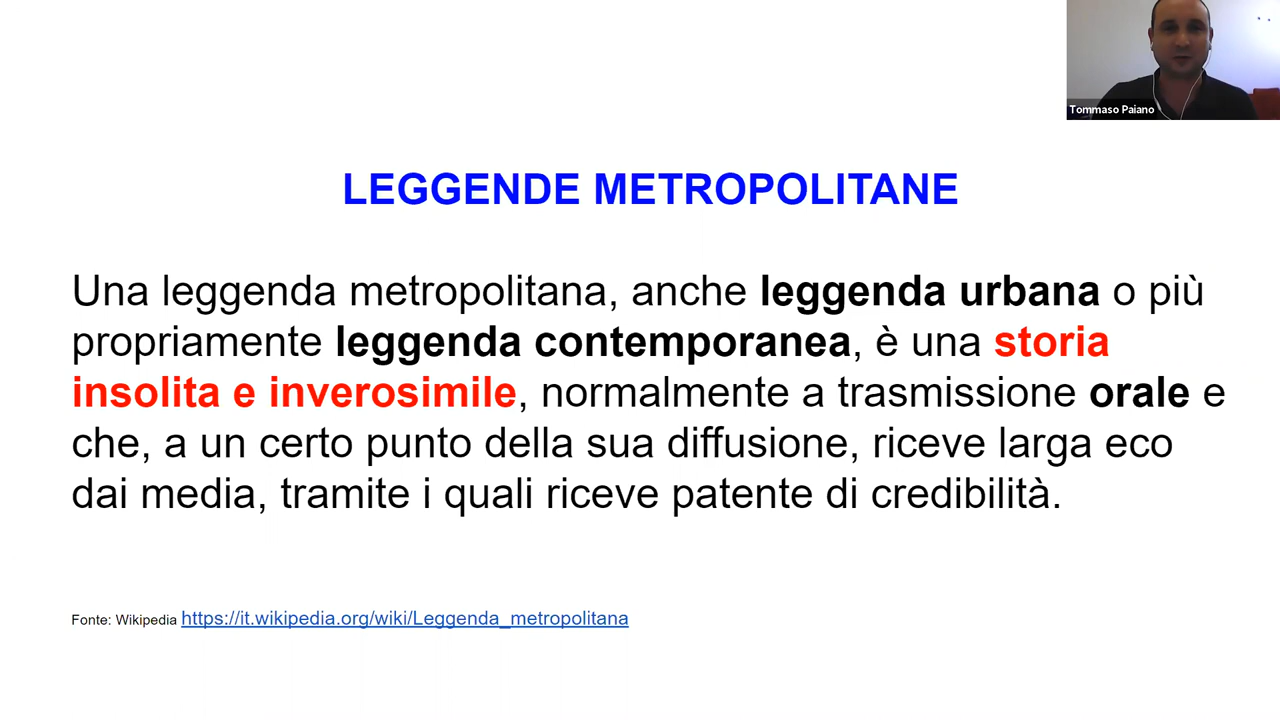 Tommaso Paiano
LEGGENDE METROPOLITANE
Una leggenda metropolitana, anche leggenda urbana o più
propriamente leggenda contemporanea, è una storia
insolita e inverosimile, normalmente a trasmissione orale e
che, a un certo punto della sua diffusione, riceve larga eco
dai media, tramite i quali riceve patente di credibilità.
Fonte: Wikipedia https://it.wikipedia.org/wiki/Leggenda_metropolitana